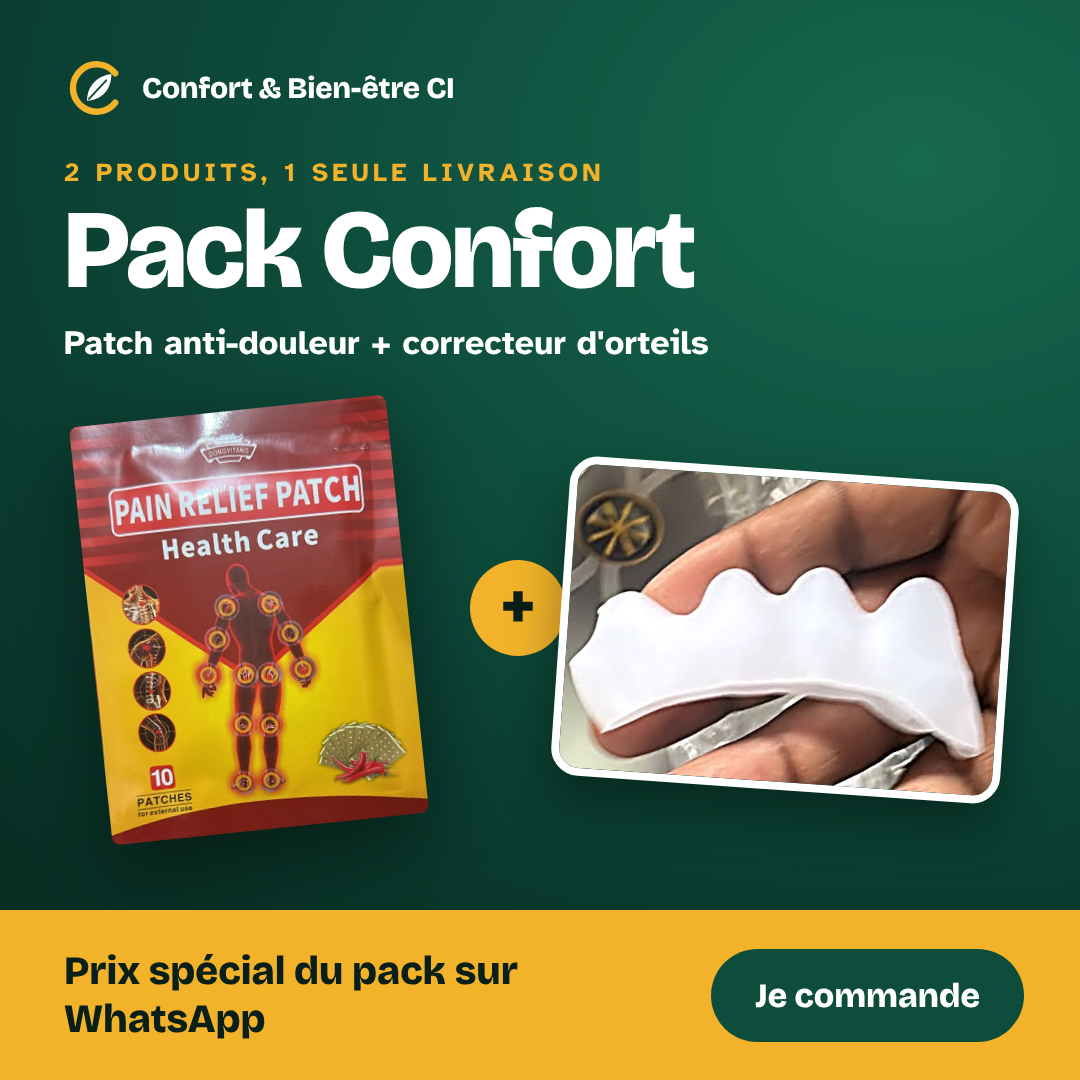 Confort & Bien-être CI
2 PRODUITS, 1 SEULE LIVRAISON
Pack Confort
Patch anti-douleur + correcteur d'orteils
DONGYITANG
PAIN RELIEF PATCH
Health Care
10
PATCHES
for external use
+
Prix spécial du pack sur
WhatsApp
Je commande